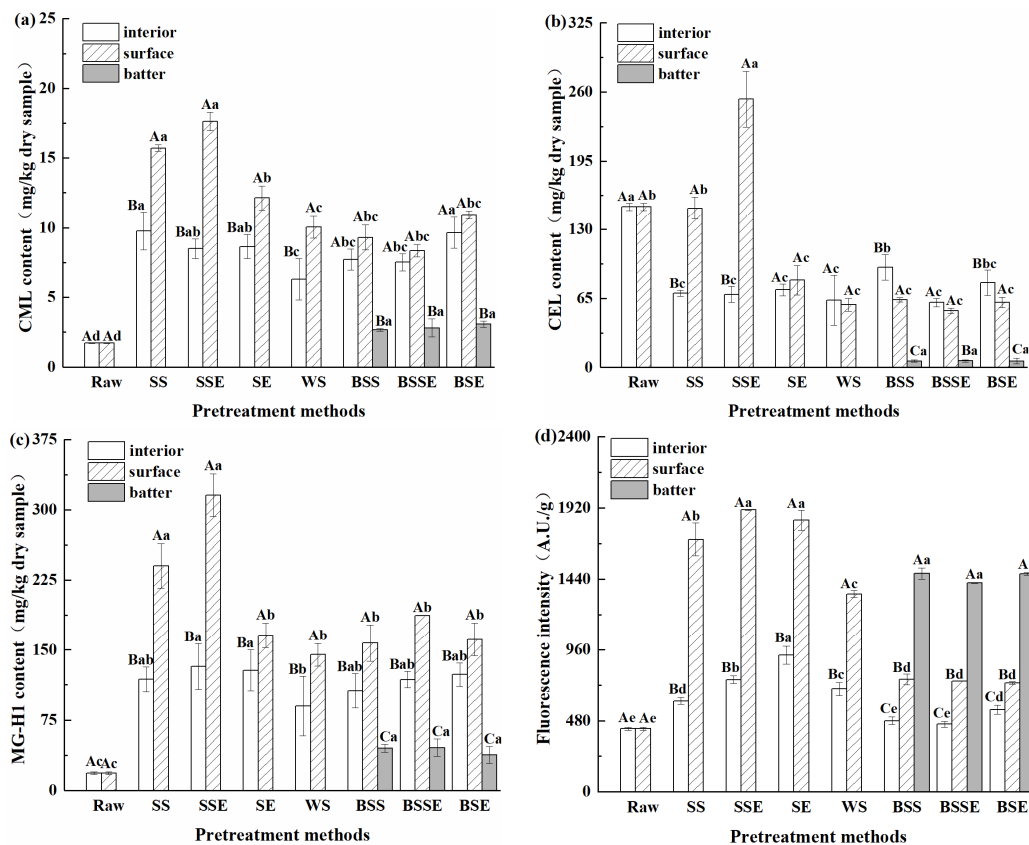 (a)
25
20
15
10
5
0
CML content（mg/kg dry sample）
interior
surface
batter
Ad Ad
Ba Aa
Bab Aa
Bab Ab
Bc Ac
Abc Abc Ba
Abc Abc Ba
Aa Abc Ba
Raw SS SSE SE WS BSS BSSE BSE
Pretreatment methods
(b)
325
260
195
130
65
0
CEL content（mg/kg dry sample）
interior
surface
batter
Aa Ab
Bc Ab
Bc Aa
Ac Ac
Ac Ac
Bb Ac Ca
Ac Ac Ba
Bbc Ac Ca
Raw SS SSE SE WS BSS BSSE BSE
Pretreatment methods
(c)
375
300
225
150
75
0
MG-H1 content（mg/kg dry sample）
interior
surface
batter
Ac Ac
Bab Aa
Ba Aa
Ba Ab
Bb Ab
Bab Ab Ca
Bab Ab Ca
Bab Ab Ca
Raw SS SSE SE WS BSS BSSE BSE
Pretreatment methods
(d)
2400
1920
1440
960
480
0
Fluorescence intensity（A.U./g）
interior
surface
batter
Ae Ae
Bd Ab
Bb Aa
Ba Aa
Bc Ac
Ce Bd Aa
Ce Bd Aa
Cd Bd
Raw SS SSE SE WS BSS BSSE BSE
Pretreatment methods